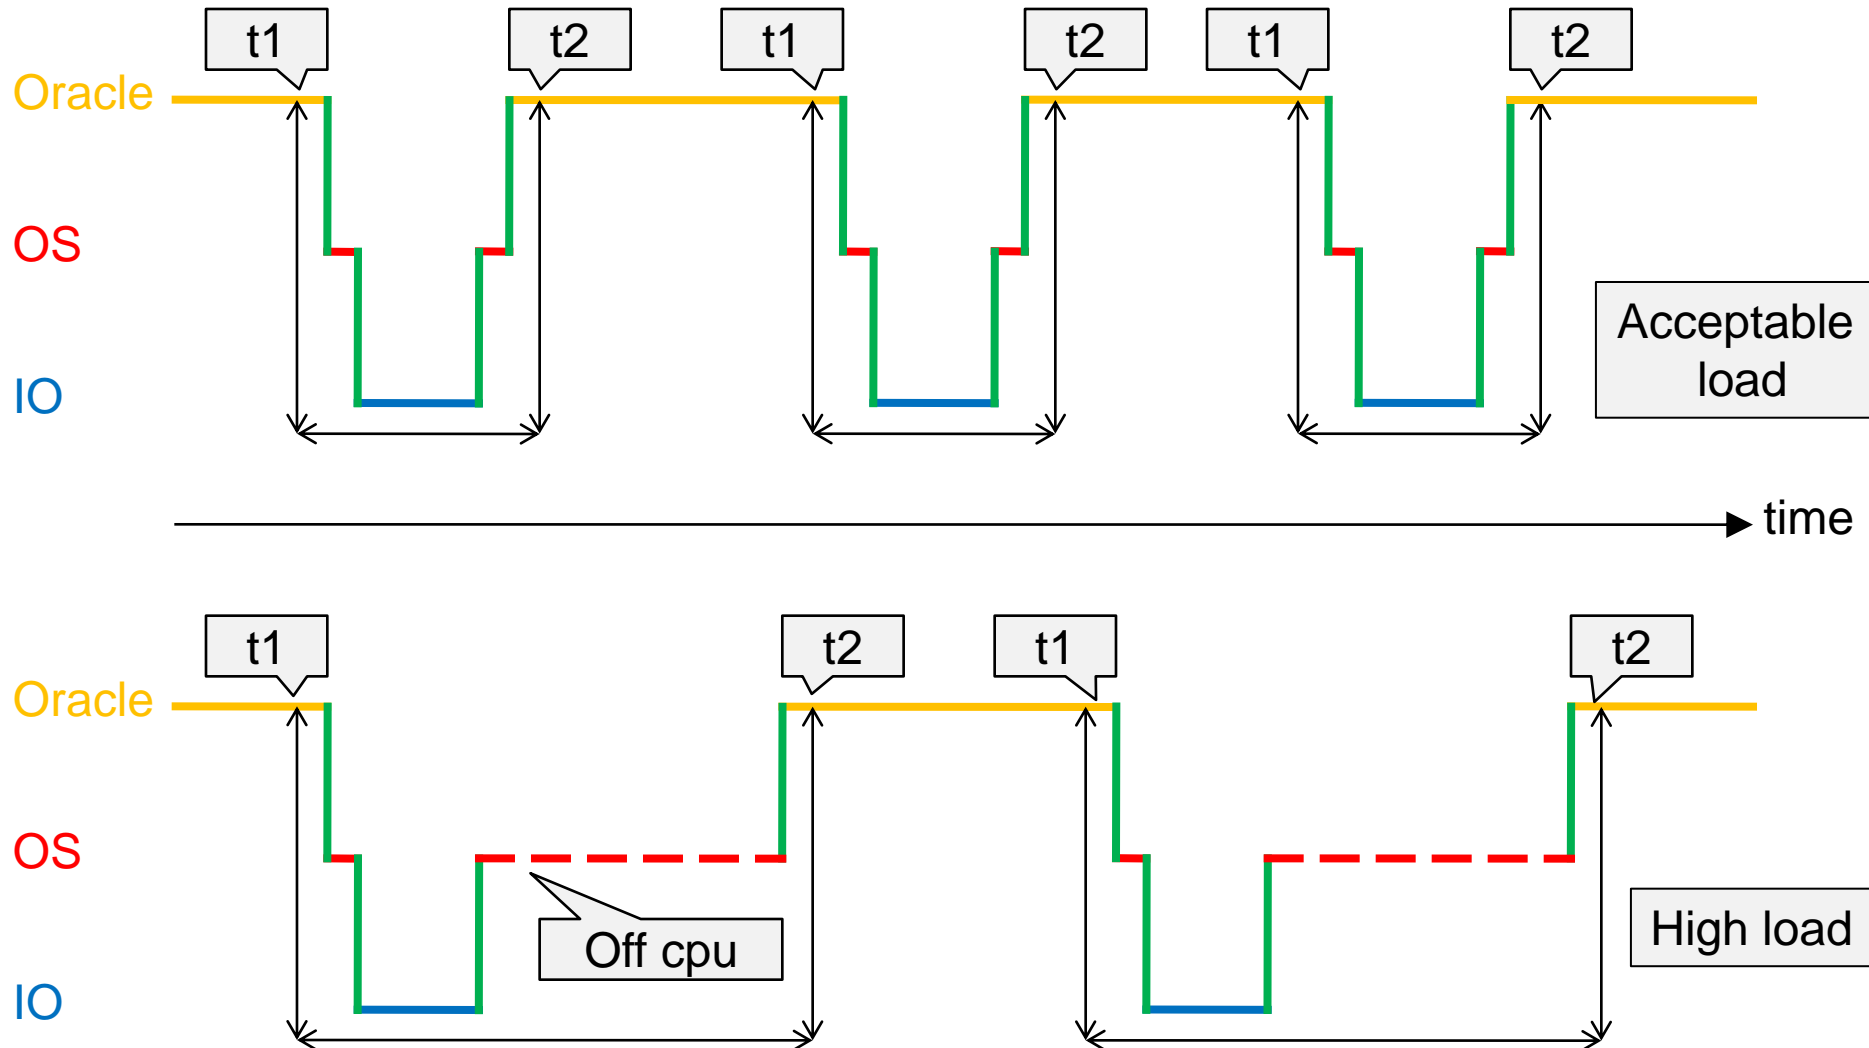 t1 t2 t1 t2 t1 t2
Oracle
OS
Acceptable
load
IO
time
t1 t2 t1 t2
Oracle
OS
Off cpu
High load
IO